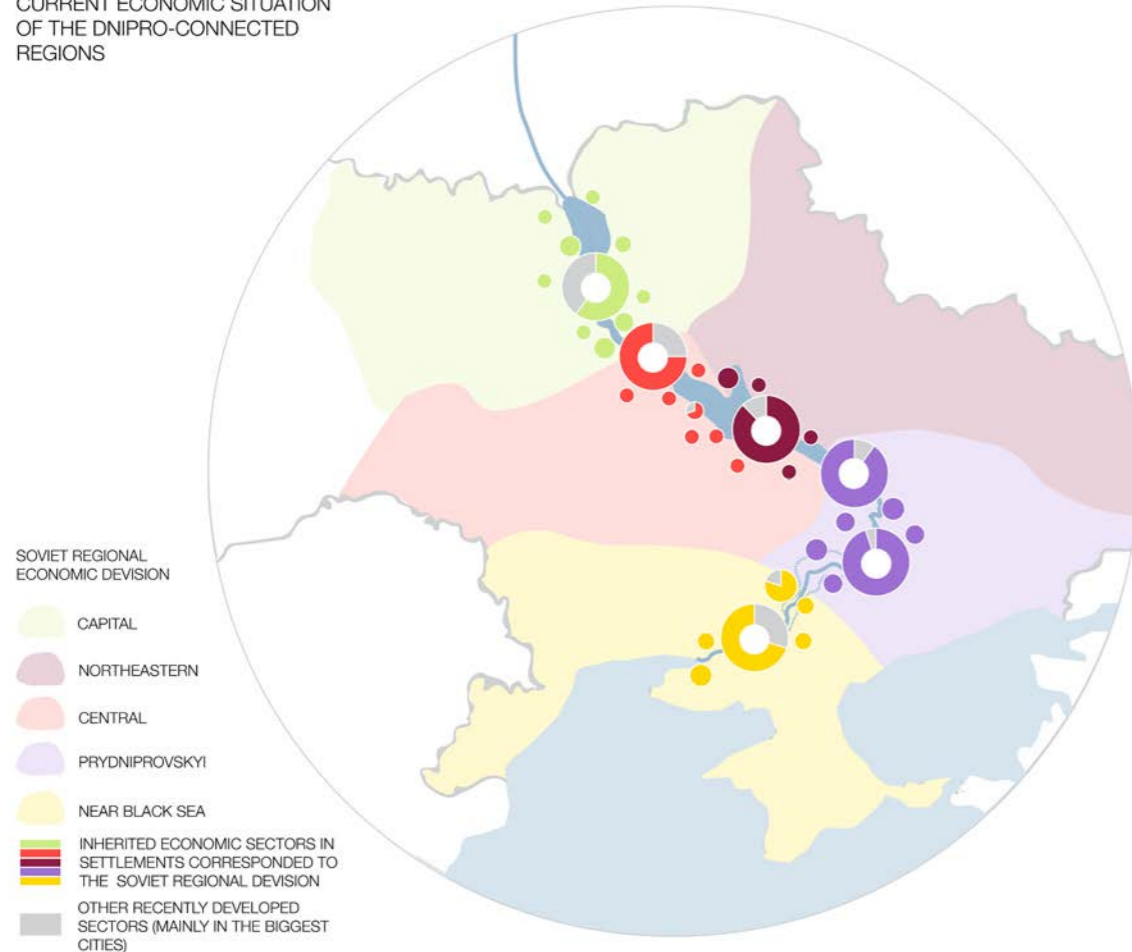 CURRENT ECONOMIC SITUATION
OF THE DNIPRO-CONNECTED
REGIONS
SOVIET REGIONAL
ECONOMIC DEVISION
CAPITAL
NORTHEASTERN
CENTRAL
PRYDNIPROVSKYI
NEAR BLACK SEA
INHERITED ECONOMIC SECTORS IN
SETTLEMENTS CORRESPONDED TO
THE SOVIET REGIONAL DIVISION
OTHER RECENTLY DEVELOPED
SECTORS (MAINLY IN THE BIGGEST
CITIES)